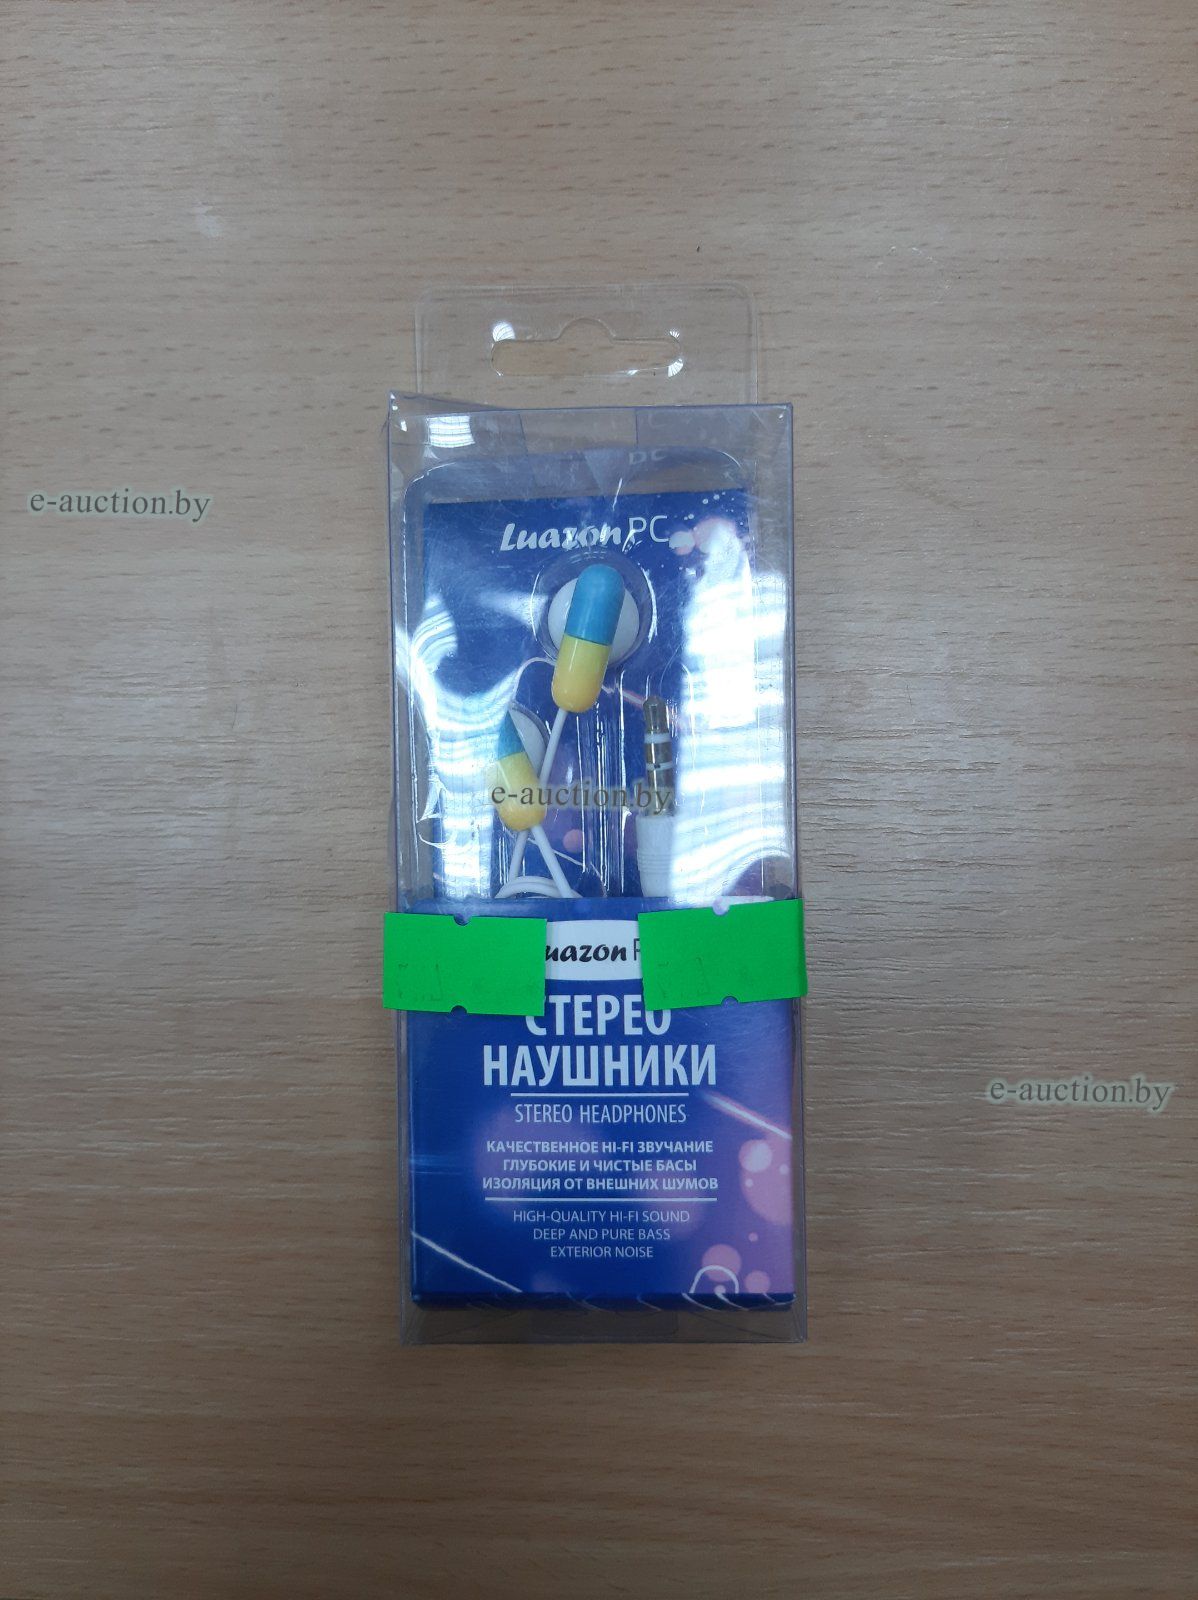 Luazon PC
e-auction.by
e-auction.by
uazon P
СТЕРЕО
НАУШНИКИ
STEREO HEADPHONES
e-auction.by
КАЧЕСТВЕННОЕ HI-FI ЗВУЧАНИЕ
ГЛУБОКИЕ И ЧИСТЫЕ БАСЫ
ИЗОЛЯЦИЯ ОТ ВНЕШНИХ ШУМОВ
HIGH-QUALITY HI-FI SOUND
DEEP AND PURE BASS
EXTERIOR NOISE